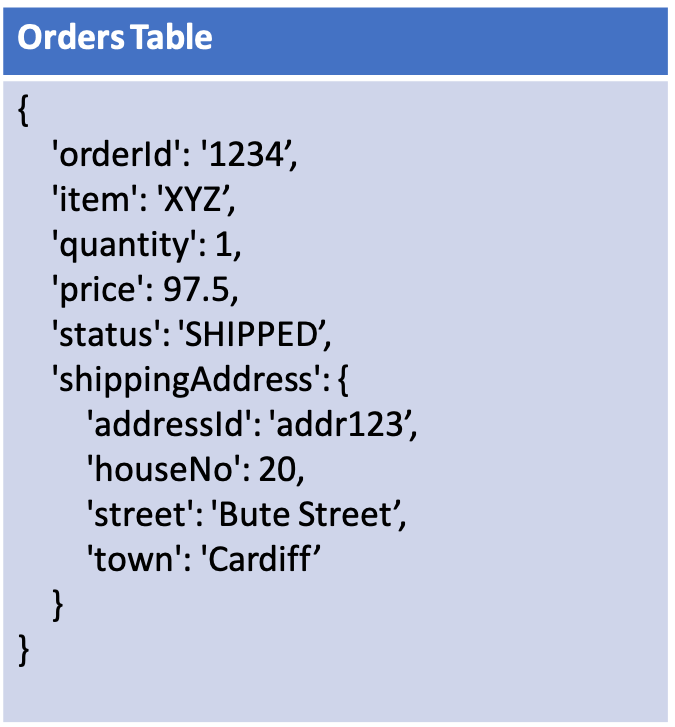 Orders Table
{
'orderId': '1234’,
'item': 'XYZ’,
'quantity': 1,
'price': 97.5,
'status': 'SHIPPED’,
'shippingAddress': {
'addressId': 'addr123’,
'houseNo': 20,
'street': 'Bute Street’,
'town': 'Cardiff’
}
}